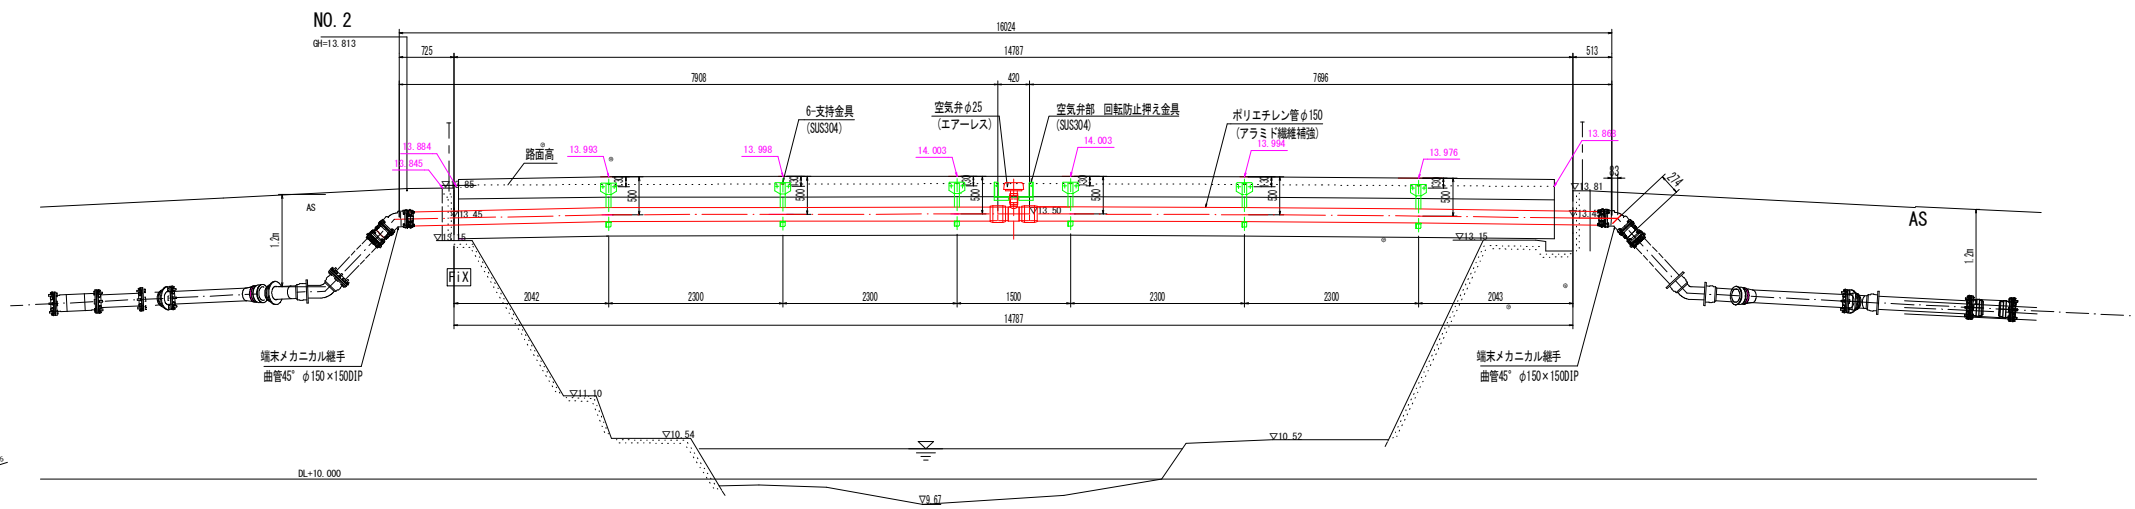 NO. 2
GH=13.813
16024
725
14787
513
7908
420
7696
6-支持金具
(SUS304)
空気弁φ25
(エアーレス)
空気弁部 回転防止押え金具
(SUS304)
ポリエチレン管φ150
(アラミド繊維補強)
路面高
13.884
13.845
13.993
13.998
14.003
14.003
13.994
13.976
13.868
130
500
130
500
130
500
130
500
130
500
130
500
83
274
▽13.81
▽13.45
▽13.50
▽13.15
AS
AS
1.2m
1.2m
FiX
2042
2300
2300
1500
2300
2300
2043
14787
端末メカニカル継手
曲管45° φ150×150DIP
端末メカニカル継手
曲管45° φ150×150DIP
▽11.10
▽10.54
▽10.52
DL+10.000
▽9.67